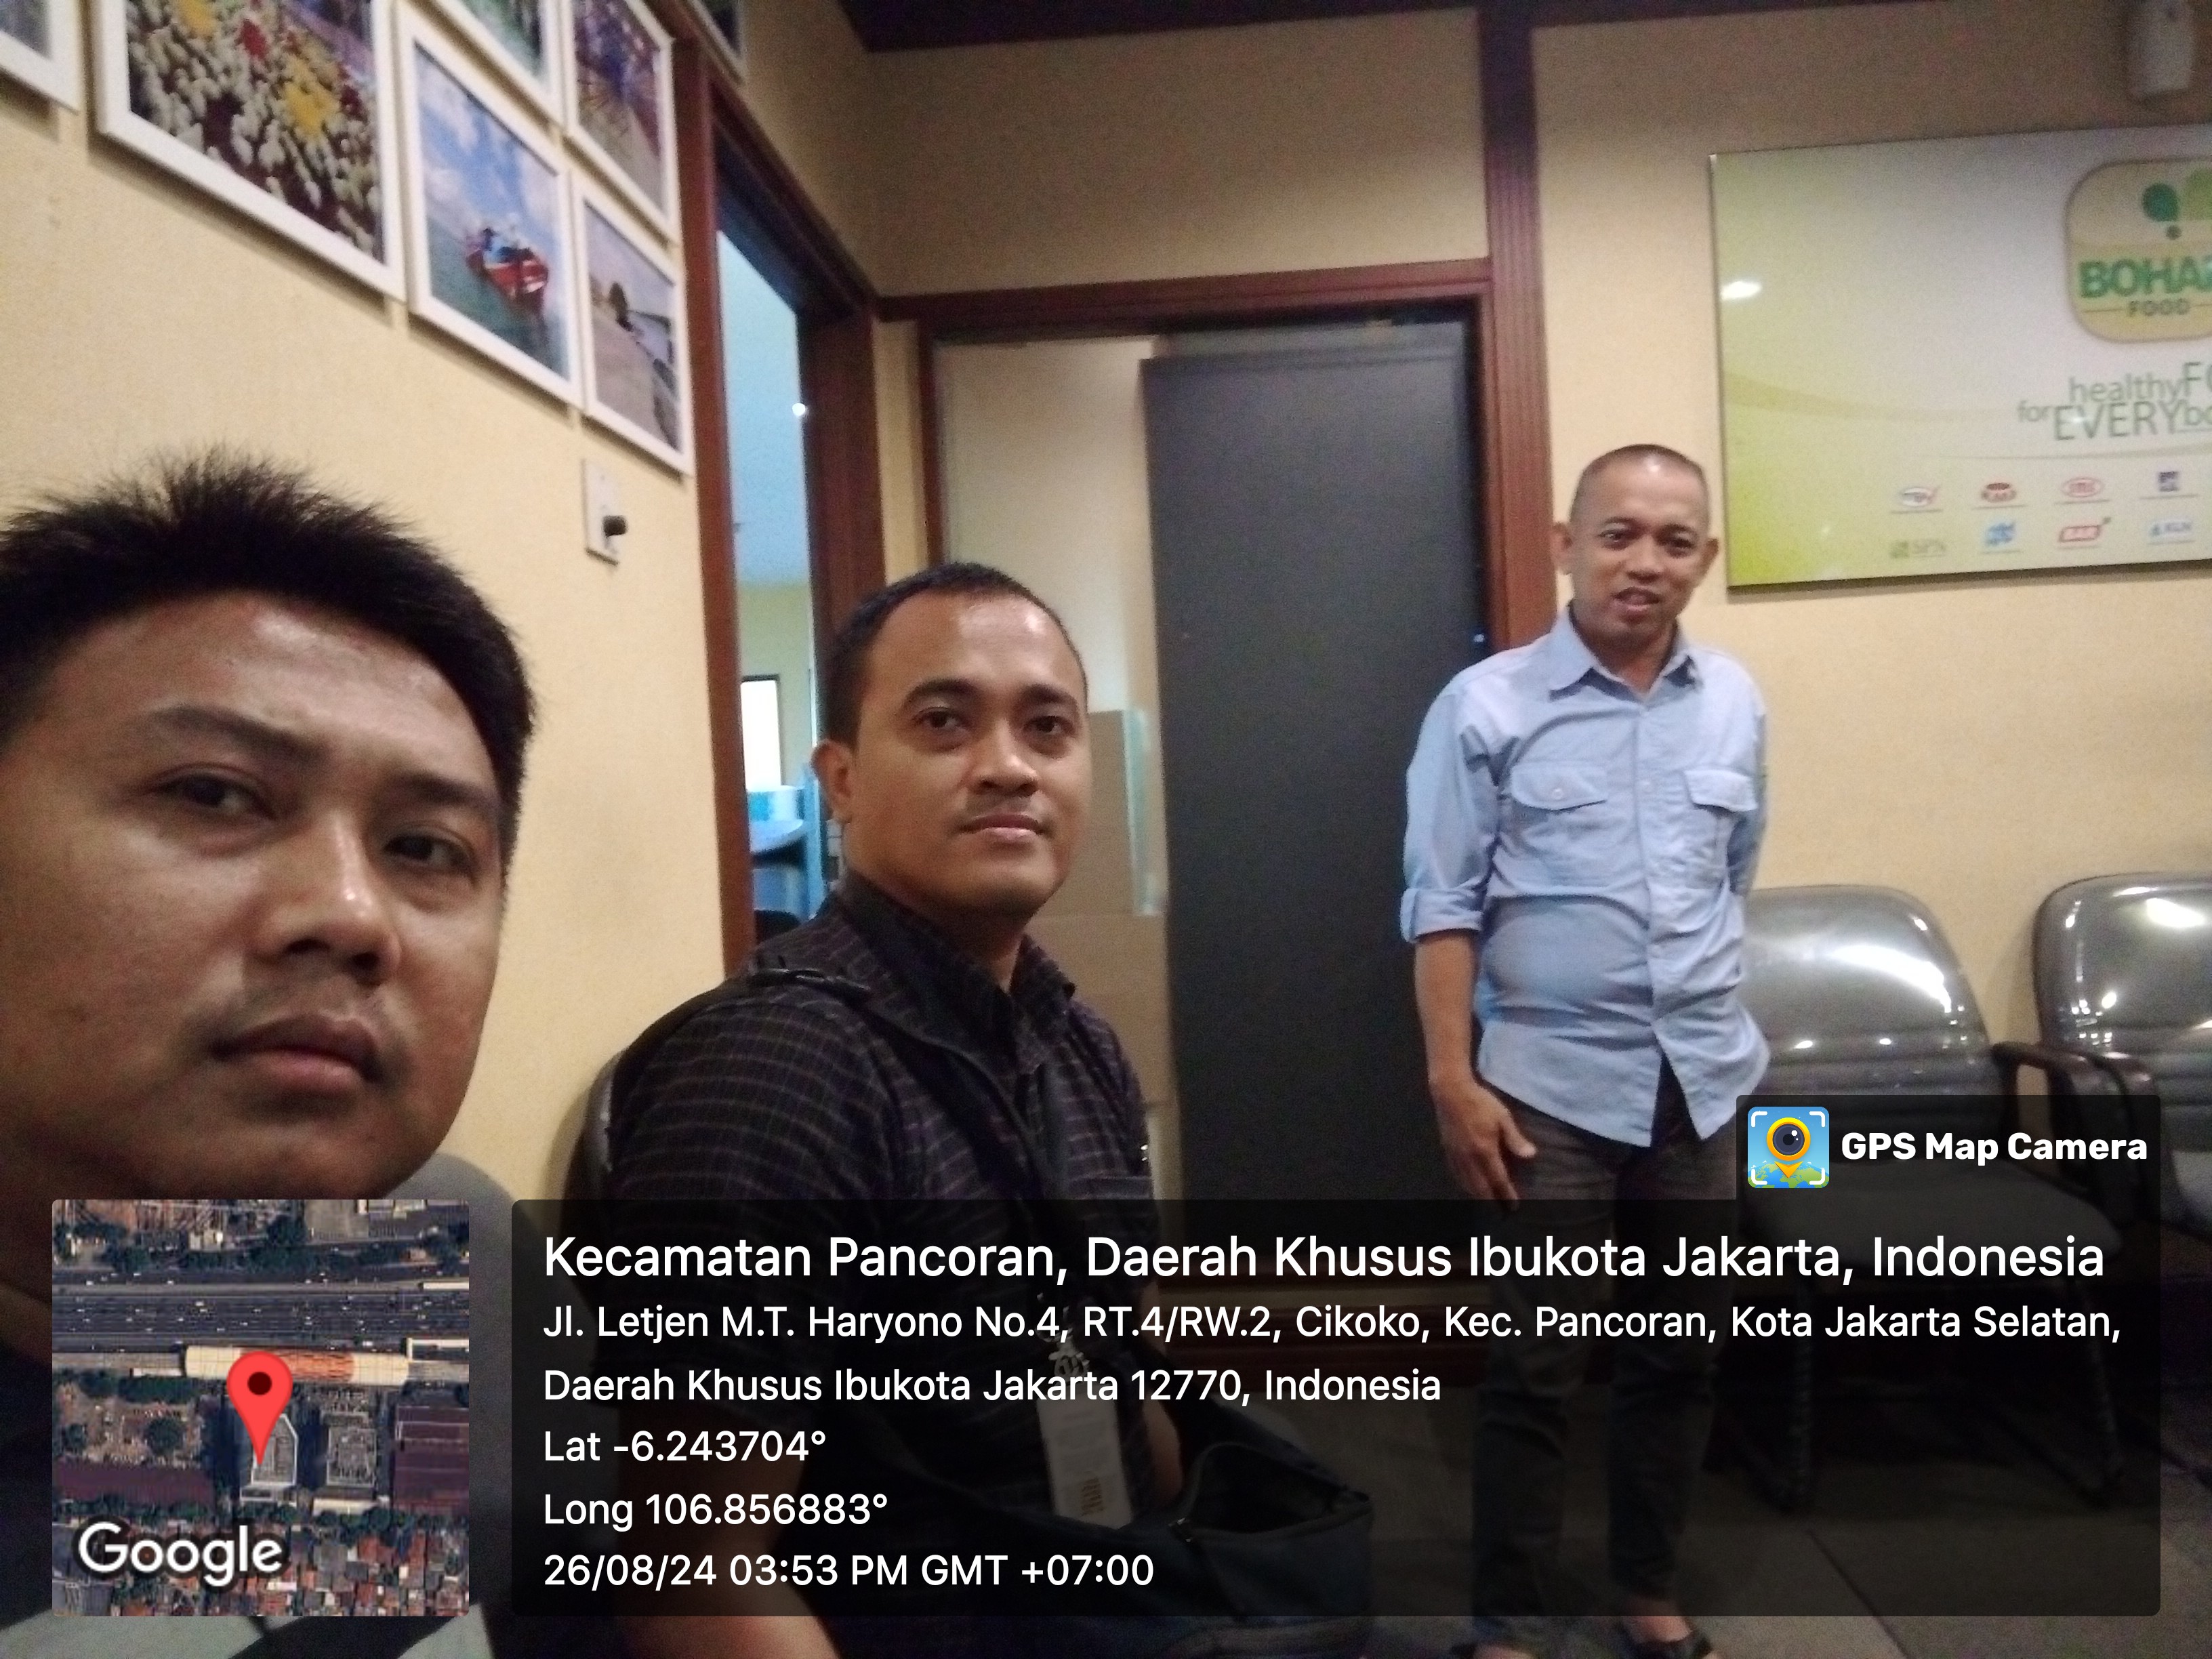 FOOD
healthy
for EVERY
BAR
GPS Map Camera
Kecamatan Pancoran, Daerah Khusus Ibukota Jakarta, Indonesia
Jl. Letjen M.T. Haryono No.4, RT.4/RW.2, Cikoko, Kec. Pancoran, Kota Jakarta Selatan,
Daerah Khusus Ibukota Jakarta 12770, Indonesia
Lat -6.243704°
Long 106.856883°
26/08/24 03:53 PM GMT +07:00
Google